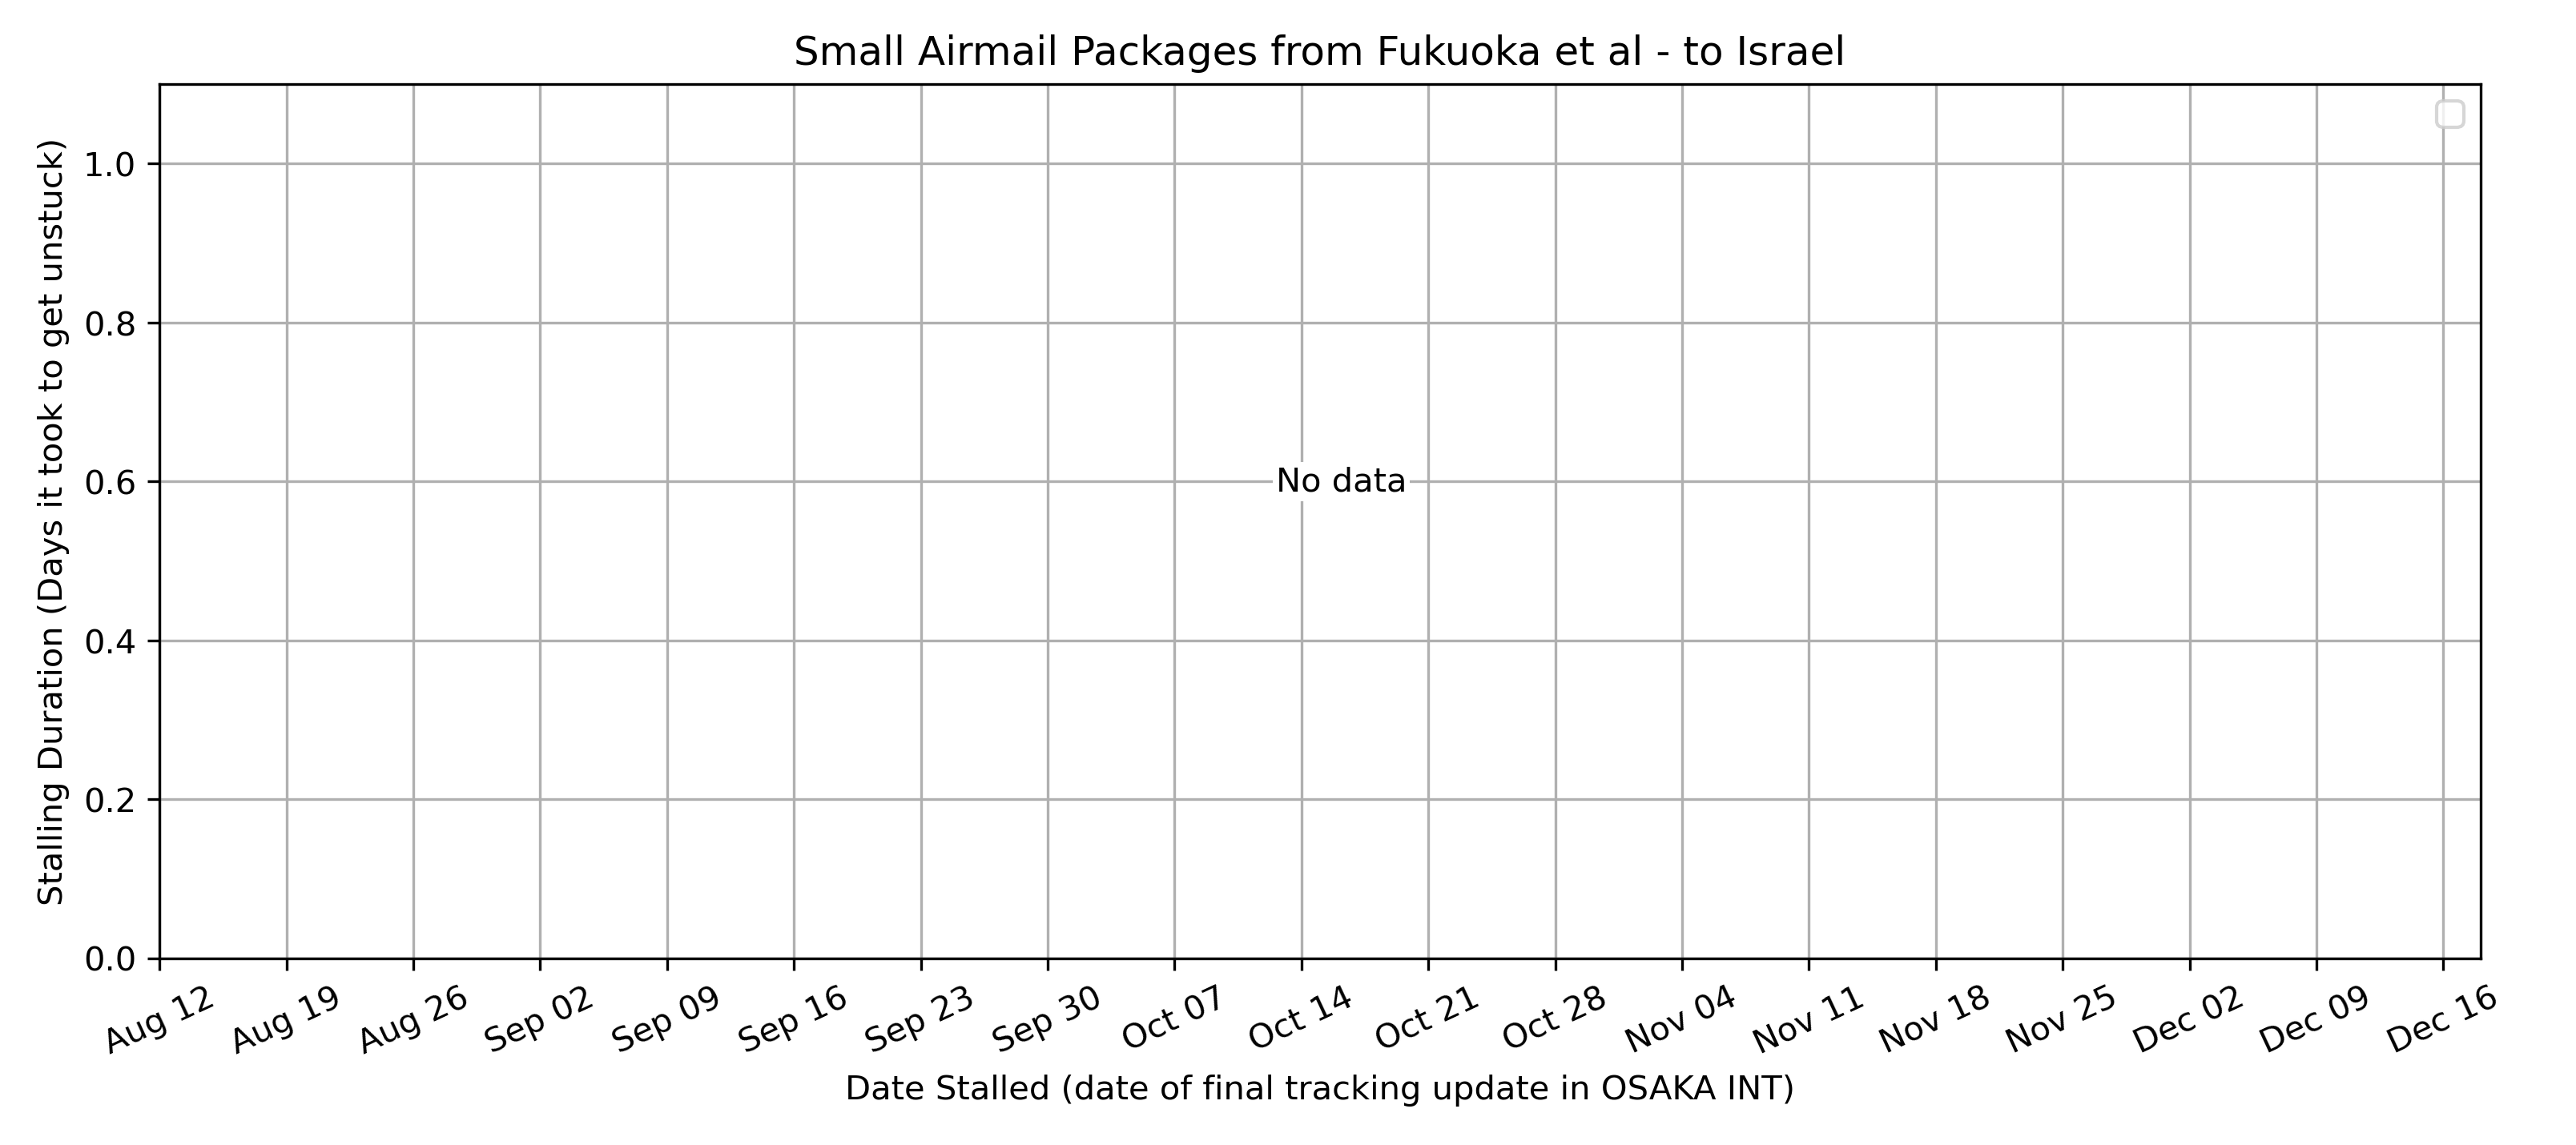 Small Airmail Packages from Fukuoka et al - to Israel
Stalling Duration (Days it took to get unstuck)
1.0
0.8
0.6
0.4
0.2
0.0
No data
Aug 12
Aug 19
Aug 26
Sep 02
Sep 09
Sep 16
Sep 23
Sep 30
Oct 07
Oct 14
Oct 21
Oct 28
Nov 04
Nov 11
Nov 18
Nov 25
Dec 02
Dec 09
Dec 16
Date Stalled (date of final tracking update in OSAKA INT)